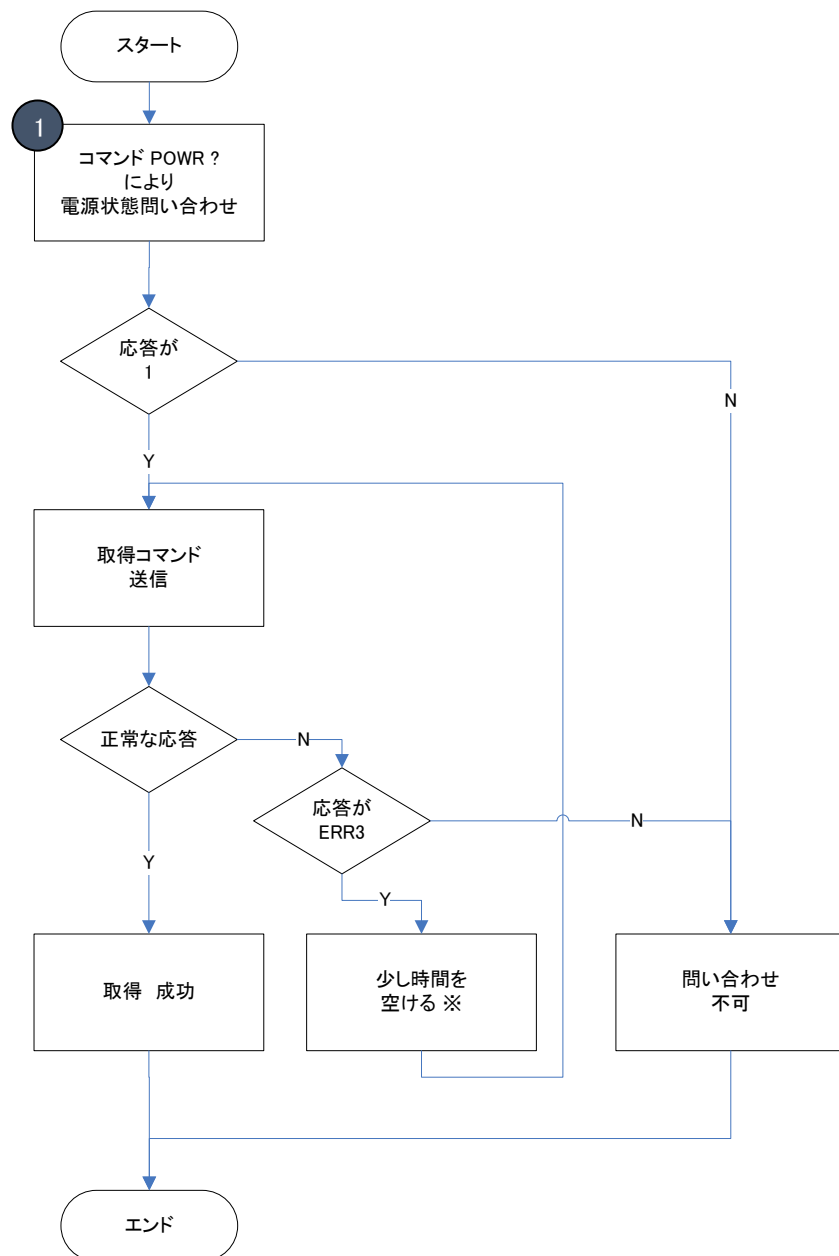 スタート
1
コマンド POWR ?
により
電源状態問い合わせ
応答が
1
N
Y
取得コマンド
送信
正常な応答
N
応答が
ERR3
N
Y
Y
取得 成功
少し時間を
空ける ※
問い合わせ
不可
エンド